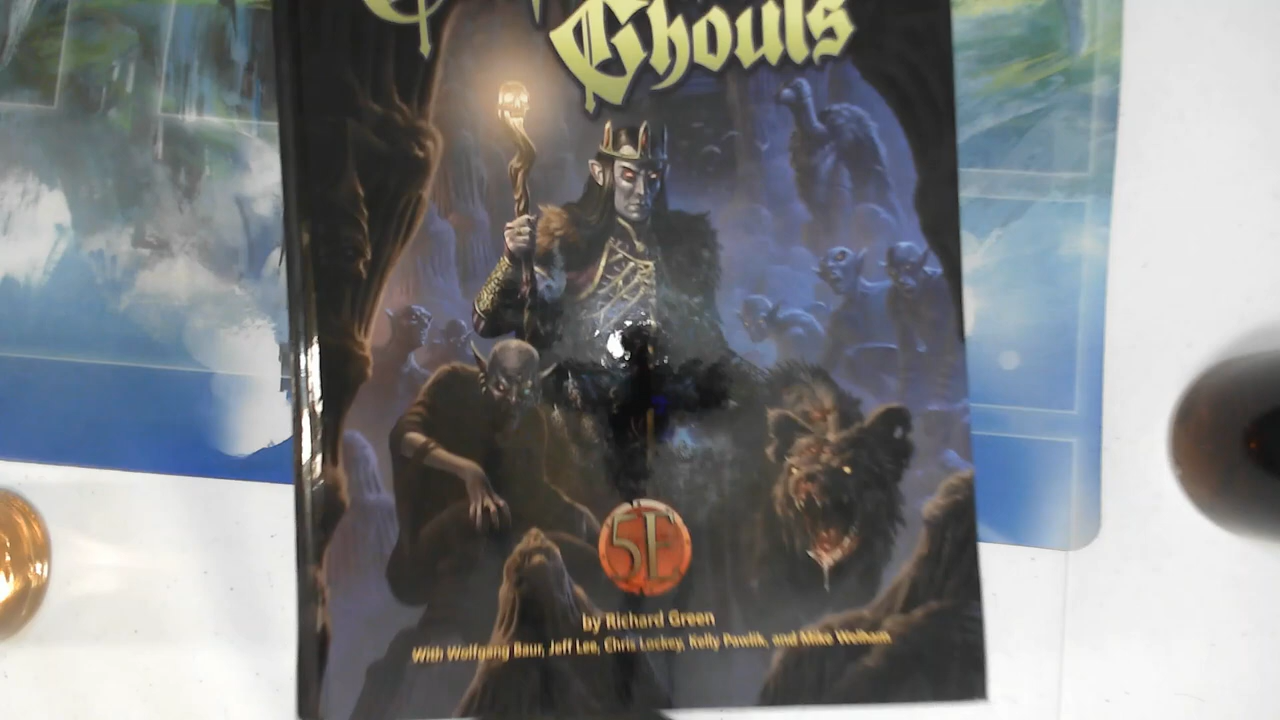 Ghouls
5E
by Richard Green
With Wolfgang Baur, Jeff Lee, Chris Lockey, Kelly Pawlik, and Mike Welham